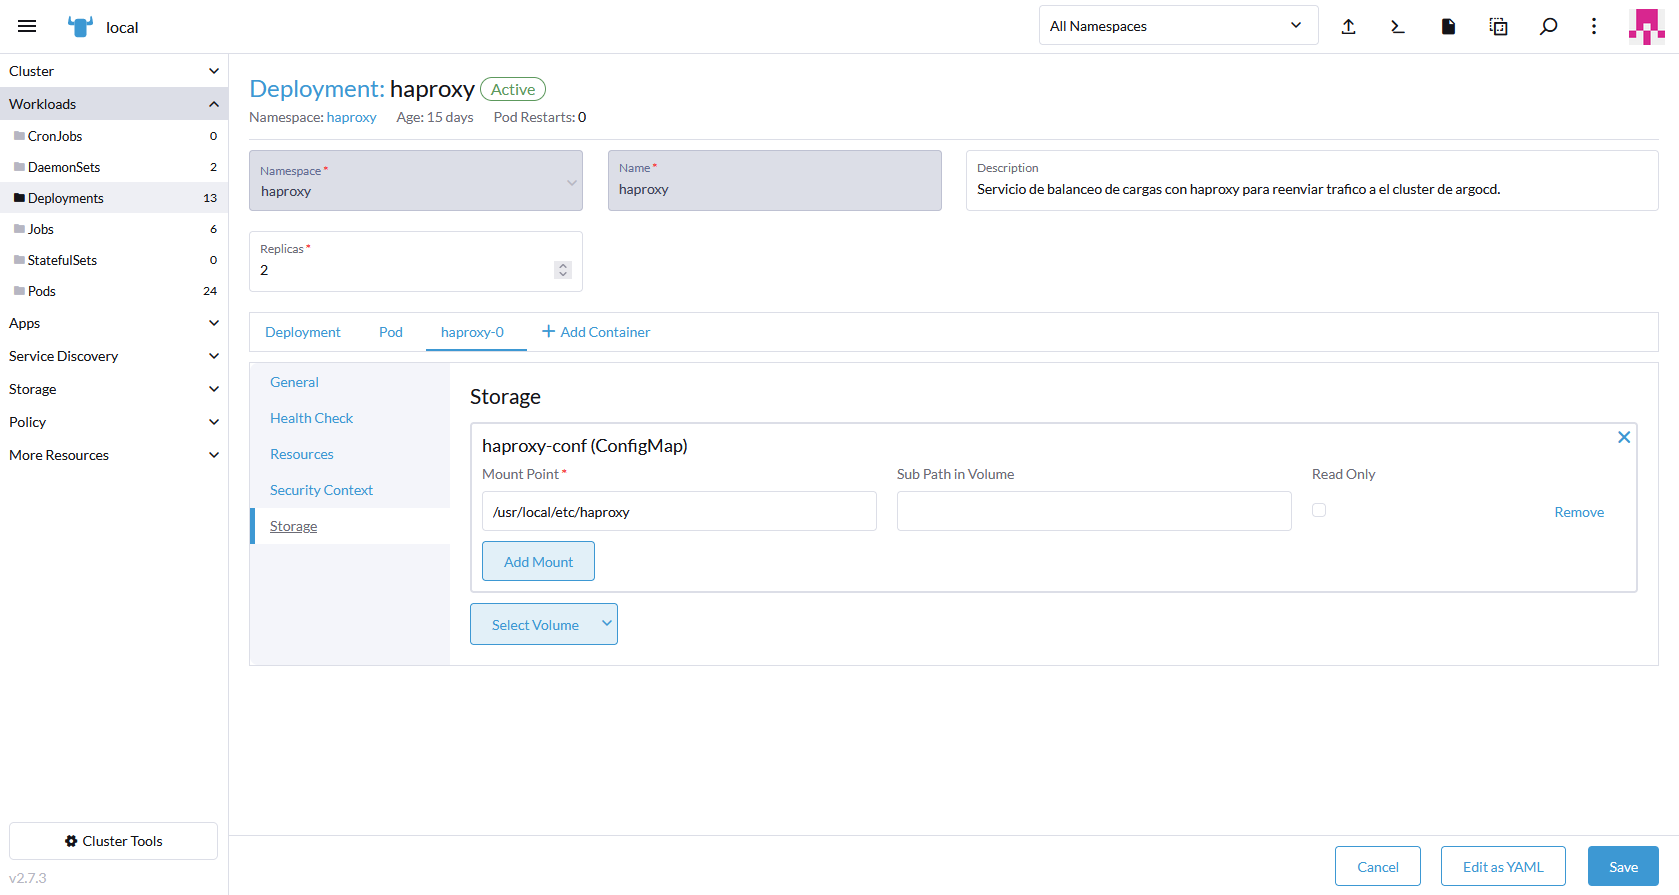 local
All Namespaces
Cluster
Workloads
CronJobs 0
DaemonSets 2
Deployments 13
Jobs 6
StatefulSets 0
Pods 24
Apps
Service Discovery
Storage
Policy
More Resources
Cluster Tools
v2.7.3
Deployment: haproxy Active
Namespace: haproxy Age: 15 days Pod Restarts: 0
Namespace *
haproxy
Name *
haproxy
Description
Servicio de balanceo de cargas con haproxy para reenviar trafico a el cluster de argocd.
Replicas *
2
Deployment Pod haproxy-0 + Add Container
General
Health Check
Resources
Security Context
Storage
Storage
haproxy-conf (ConfigMap)
Mount Point * Sub Path in Volume Read Only
/usr/local/etc/haproxy Remove
Add Mount
Select Volume
Cancel Edit as YAML Save